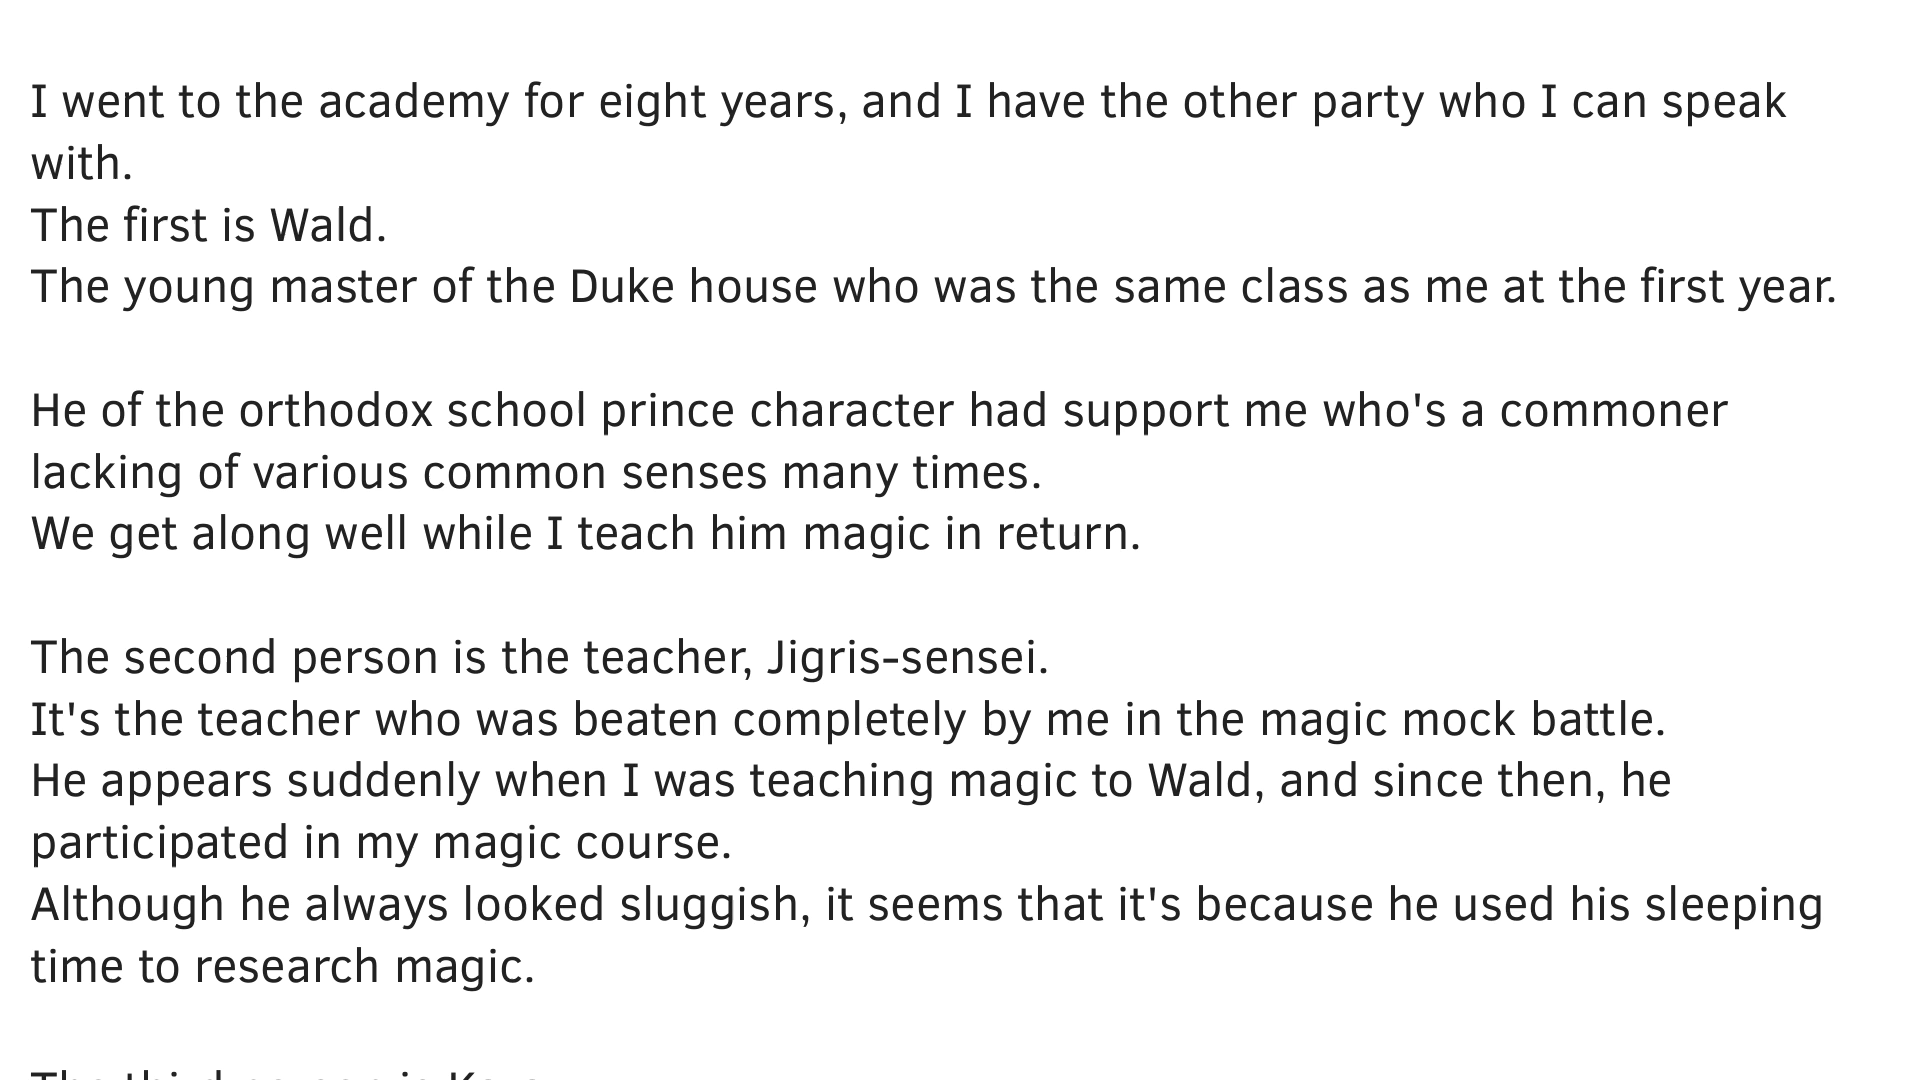 I went to the academy for eight years, and I have the other party who I can speak
with.
The first is Wald.
The young master of the Duke house who was the same class as me at the first year.
He of the orthodox school prince character had support me who's a commoner
lacking of various common senses many times.
We get along well while I teach him magic in return.
The second person is the teacher, Jigris-sensei.
It's the teacher who was beaten completely by me in the magic mock battle.
He appears suddenly when I was teaching magic to Wald, and since then, he
participated in my magic course.
Although he always looked sluggish, it seems that it's because he used his sleeping
time to research magic.
The third person is